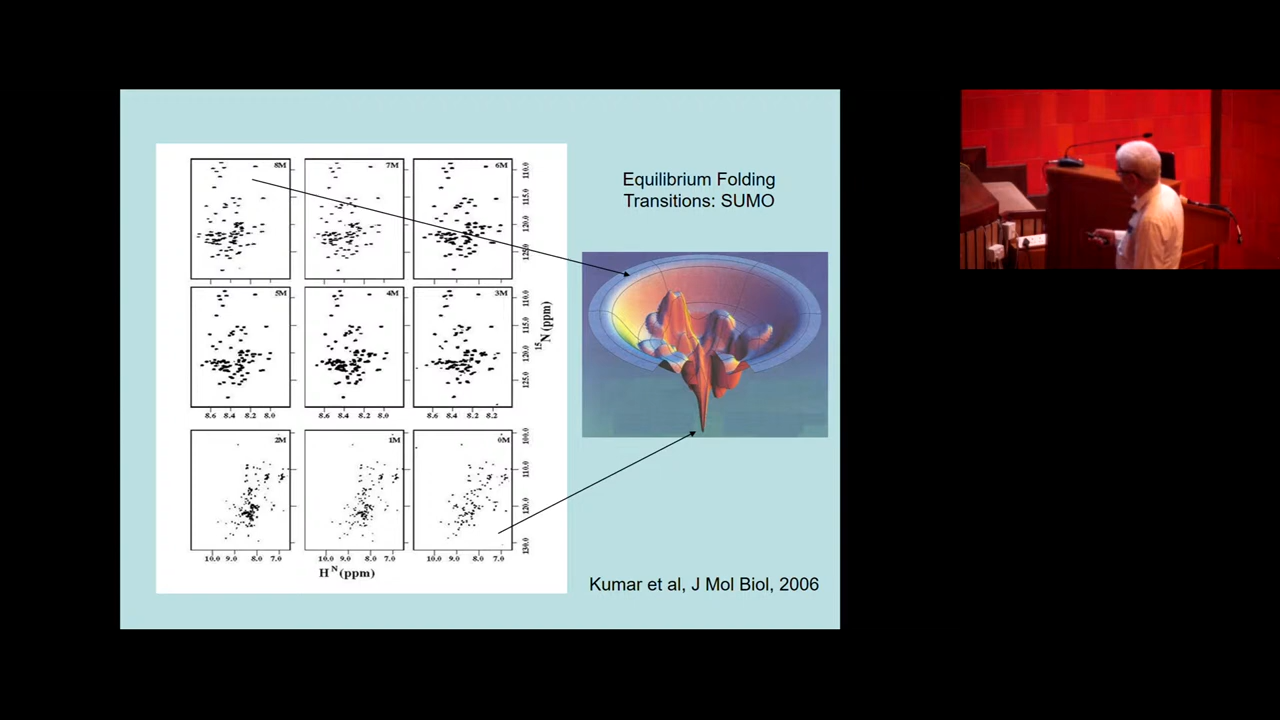 8M
7M
6M
110.0
115.0
120.0
125.0
5M
4M
3M
110.0
115.0
120.0
125.0
15N (ppm)
8.6 8.4 8.2 8.0
8.6 8.4 8.2 8.0
8.6 8.4 8.2
2M
1M
0M
100.0
110.0
120.0
130.0
10.0 9.0 8.0 7.0
10.0 9.0 8.0 7.0
10.0 9.0 8.0 7.0
HN (ppm)
Equilibrium Folding
Transitions: SUMO
Kumar et al, J Mol Biol, 2006